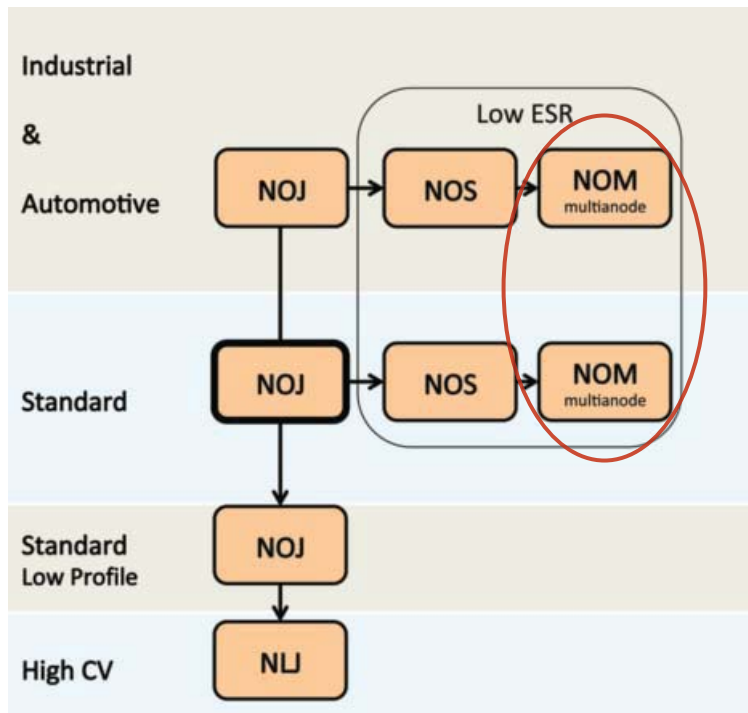 Industrial
&
Automotive
Low ESR
NOJ
NOS
NOM
multianode
Standard
NOJ
NOS
NOM
multianode
Standard
Low Profile
NOJ
High CV
NLJ